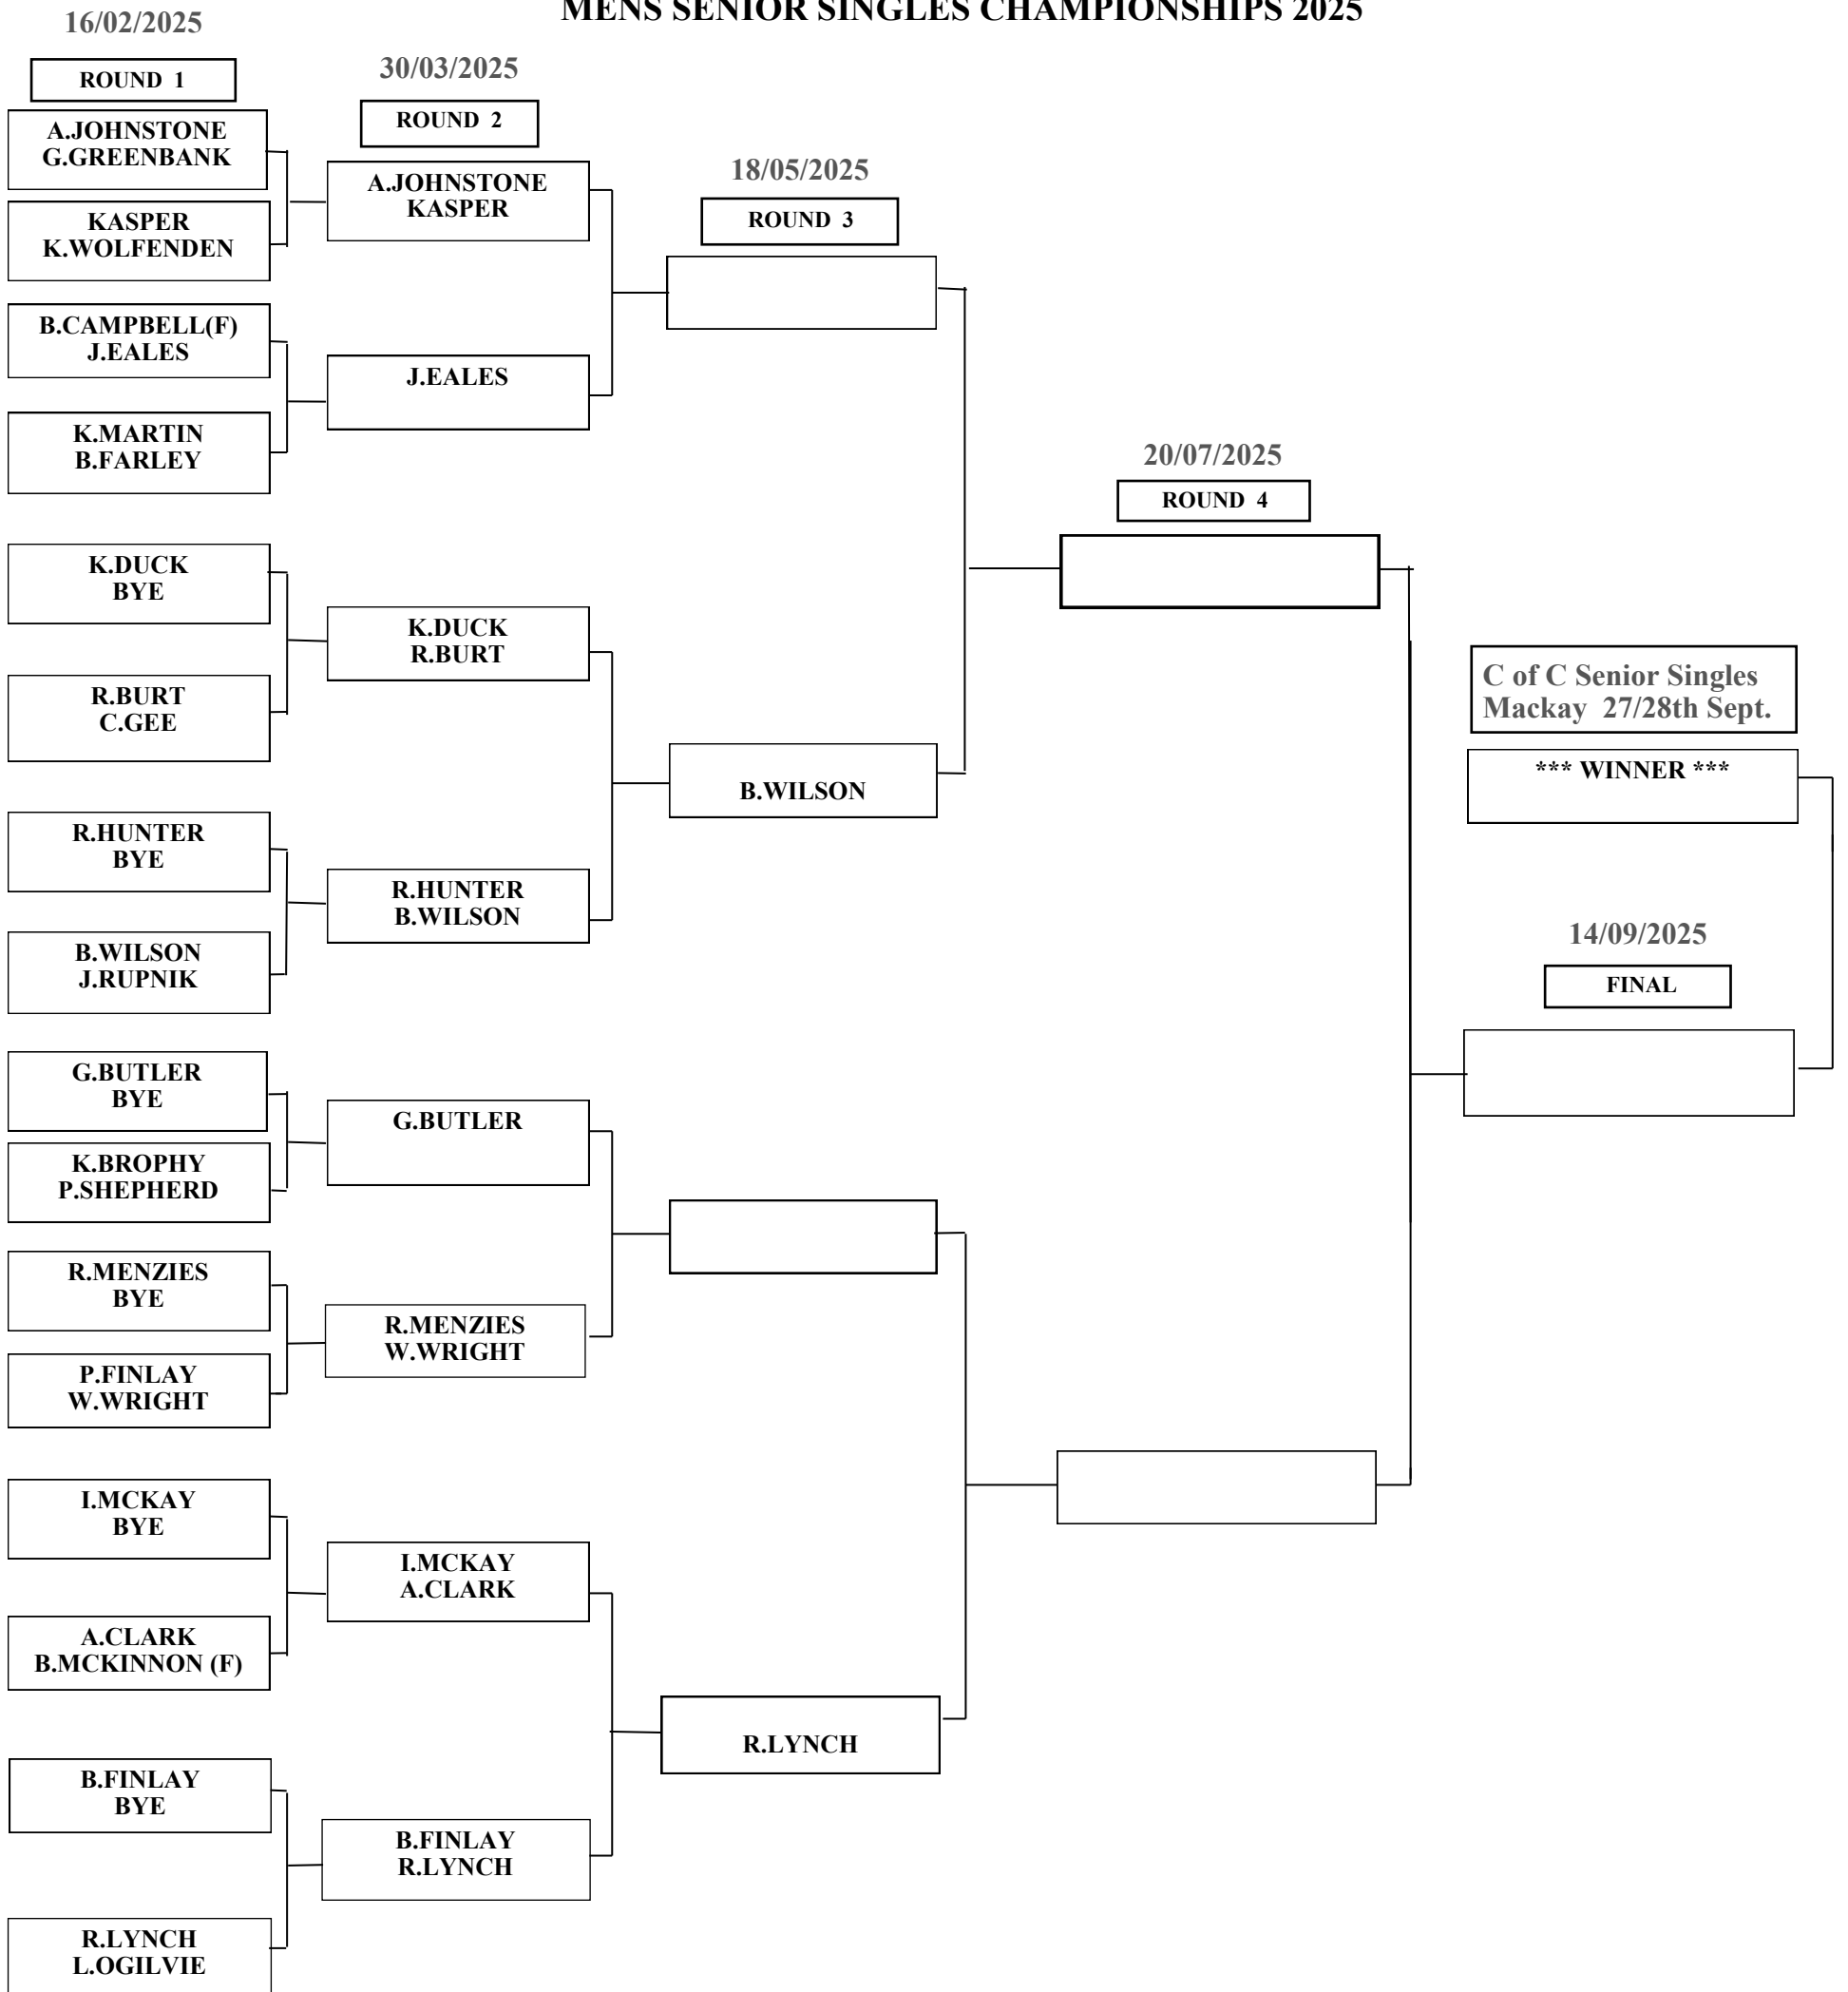 MENS SENIOR SINGLES CHAMPIONSHIPS 2025
16/02/2025
ROUND 1
A.JOHNSTONE
G.GREENBANK
KASPER
K.WOLFENDEN
B.CAMPBELL(F)
J.EALES
K.MARTIN
B.FARLEY
K.DUCK
BYE
R.BURT
C.GEE
R.HUNTER
BYE
B.WILSON
J.RUPNIK
G.BUTLER
BYE
K.BROPHY
P.SHEPHERD
R.MENZIES
BYE
P.FINLAY
W.WRIGHT
I.MCKAY
BYE
A.CLARK
B.MCKINNON (F)
B.FINLAY
BYE
R.LYNCH
L.OGILVIE
30/03/2025
ROUND 2
A.JOHNSTONE
KASPER
J.EALES
K.DUCK
R.BURT
R.HUNTER
B.WILSON
G.BUTLER
R.MENZIES
W.WRIGHT
I.MCKAY
A.CLARK
B.FINLAY
R.LYNCH
18/05/2025
ROUND 3
B.WILSON
R.LYNCH
20/07/2025
ROUND 4
C of C Senior Singles
Mackay 27/28th Sept.
*** WINNER ***
14/09/2025
FINAL